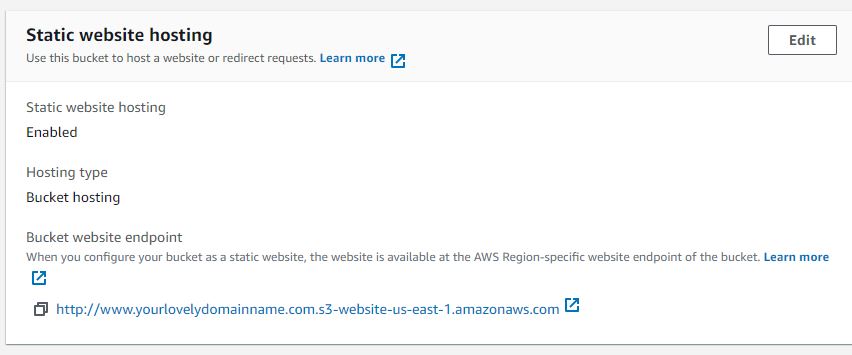 Static website hosting
Edit
Use this bucket to host a website or redirect requests. Learn more
Static website hosting
Enabled
Hosting type
Bucket hosting
Bucket website endpoint
When you configure your bucket as a static website, the website is available at the AWS Region-specific website endpoint of the bucket. Learn more
http://www.yourlovelydomainname.com.s3-website-us-east-1.amazonaws.com